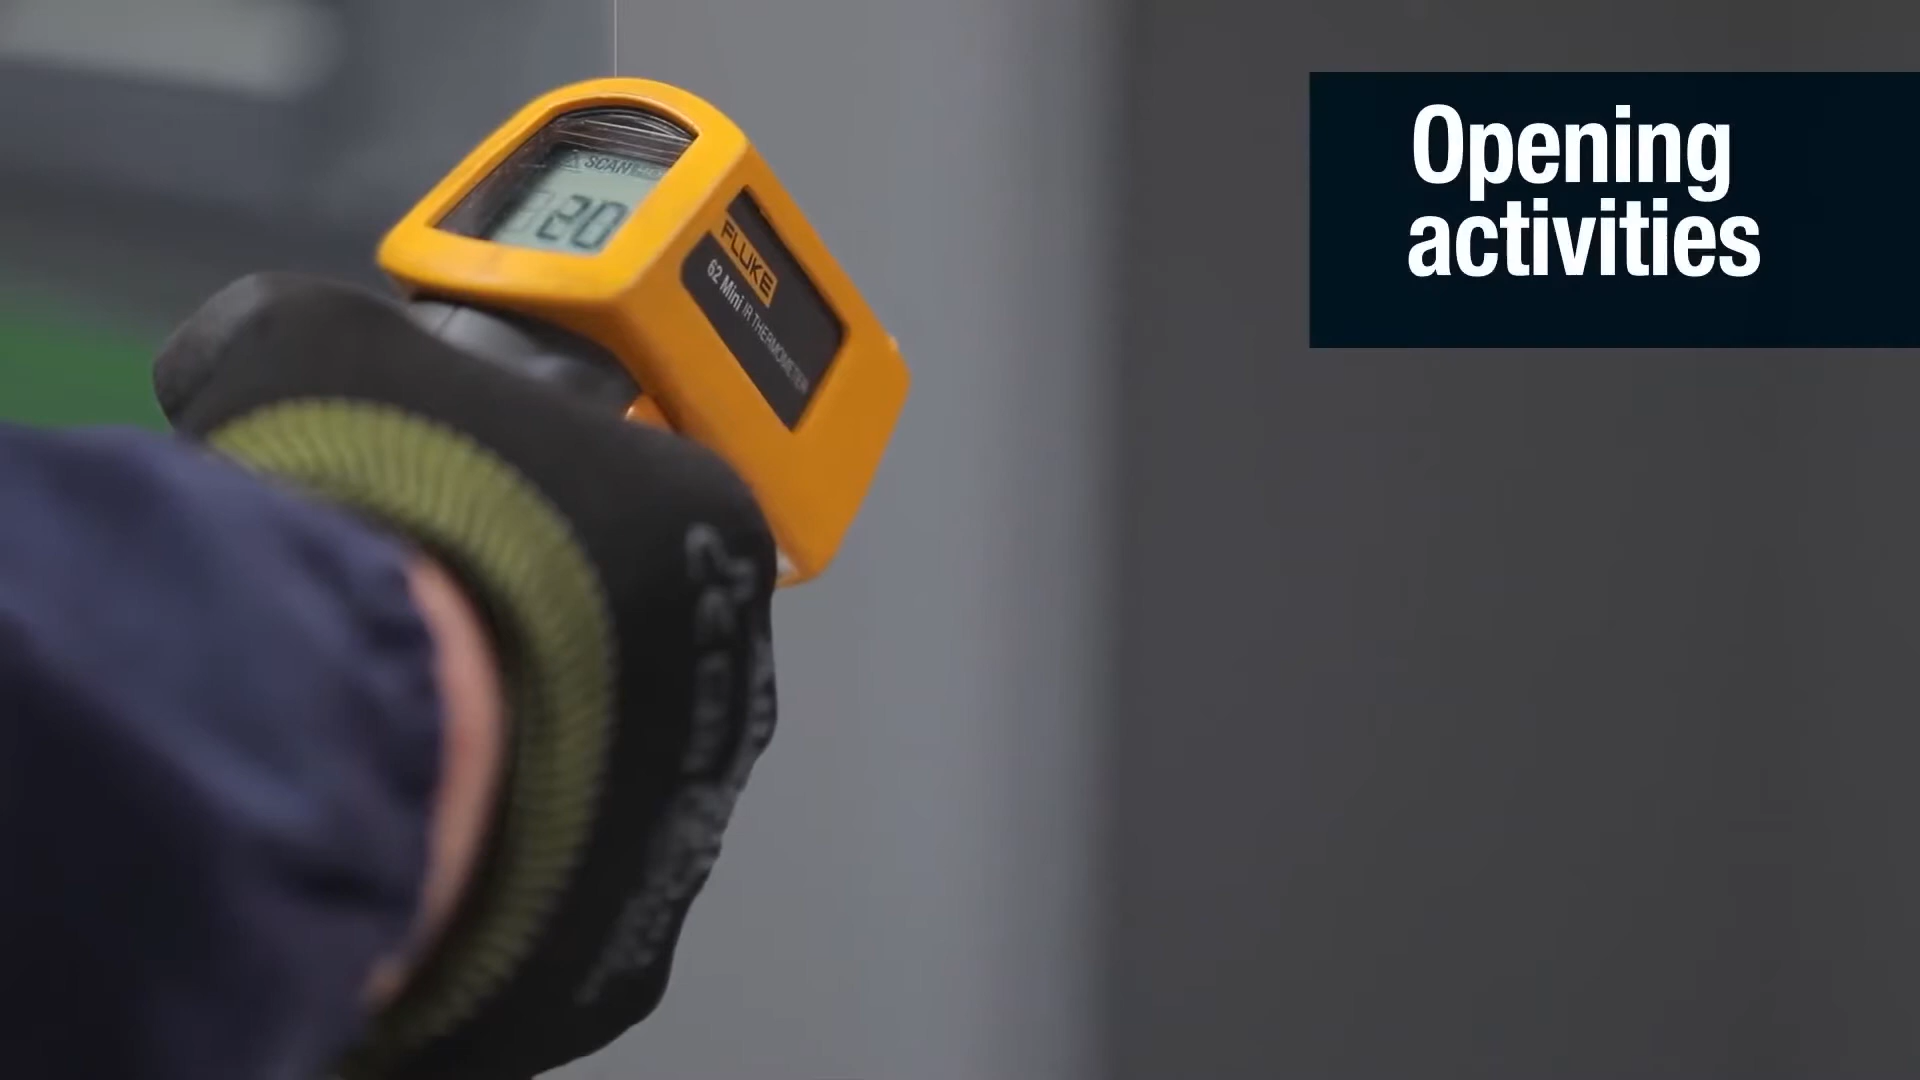 Opening
activities
SCAN
20
FLUKE
62 Mini IR THERMOMETER